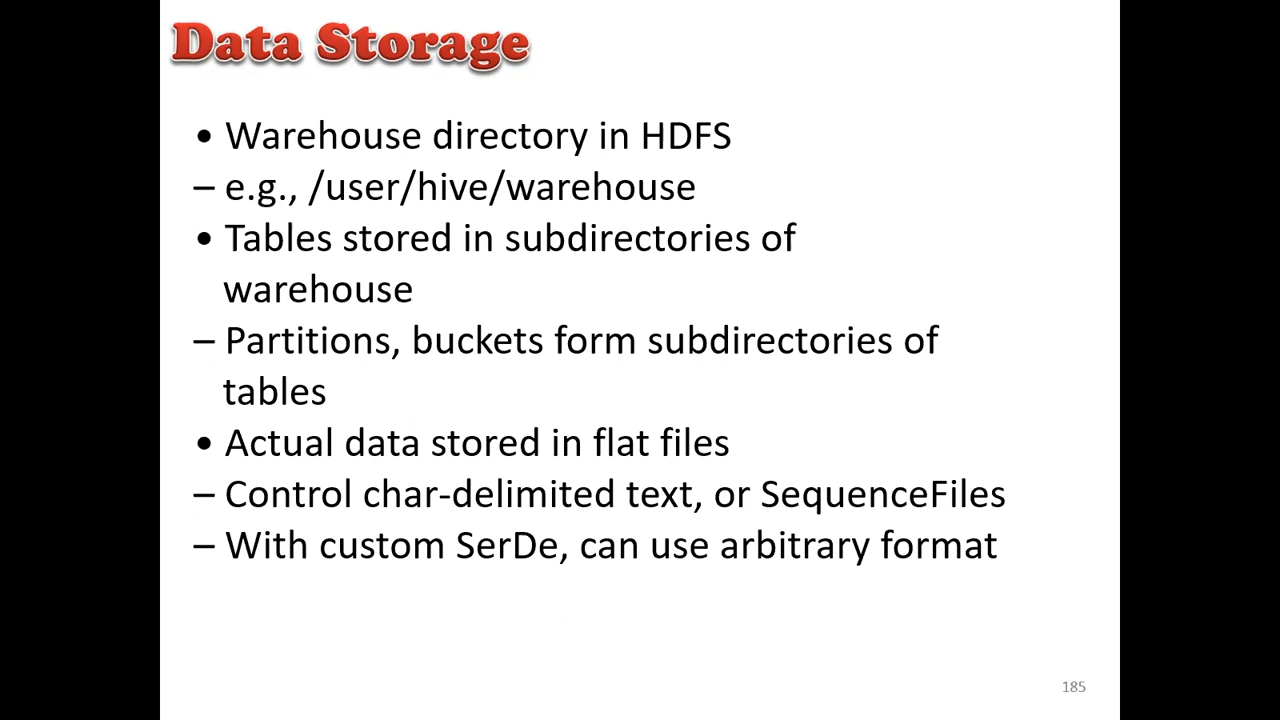 Data Storage
• Warehouse directory in HDFS
– e.g., /user/hive/warehouse
• Tables stored in subdirectories of
warehouse
– Partitions, buckets form subdirectories of
tables
• Actual data stored in flat files
– Control char-delimited text, or SequenceFiles
– With custom SerDe, can use arbitrary format
185